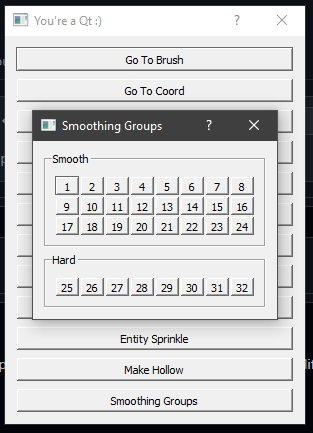 You're a Qt :) ?
Go To Brush
Go To Coord
Smoothing Groups ?
Smooth
1 2 3 4 5 6 7 8
9 10 11 12 13 14 15 16
17 18 19 20 21 22 23 24
Hard
25 26 27 28 29 30 31 32
Entity Sprinkle
Make Hollow
Smoothing Groups